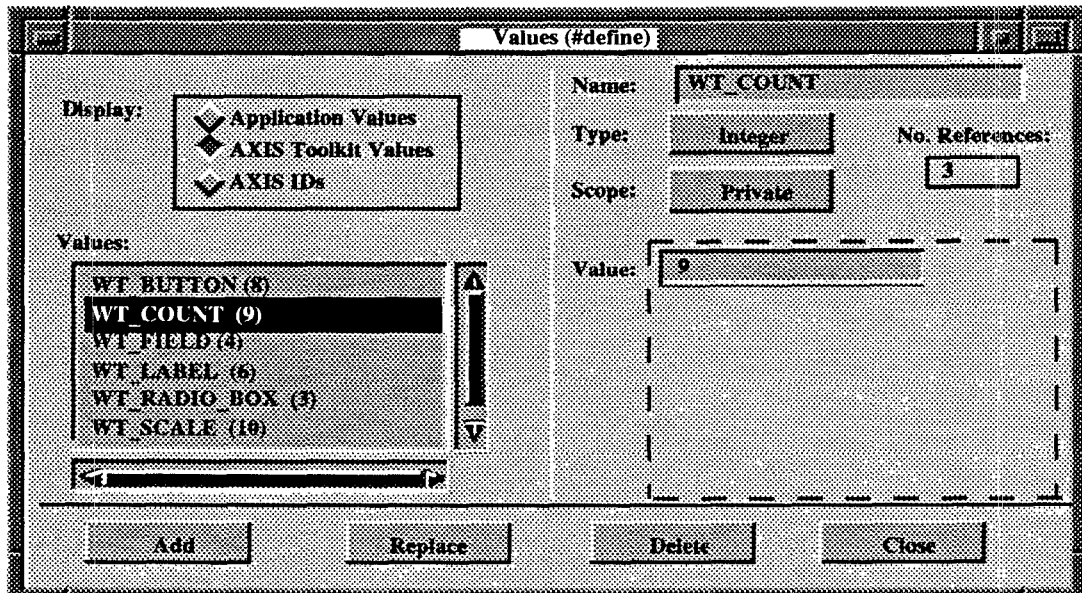 Values (#define)
Display:
Application Values
AXIS Toolkit Values
AXIS IDs
Values:
WT_BUTTON (8)
WT_COUNT (9)
WT_FIELD (4)
WT_LABEL (6)
WT_RADIO_BOX (3)
WT_SCALE (10)
Name: WT_COUNT
Type: Integer
No. References:
3
Scope: Private
Value: 9
Add Replace Delete Close